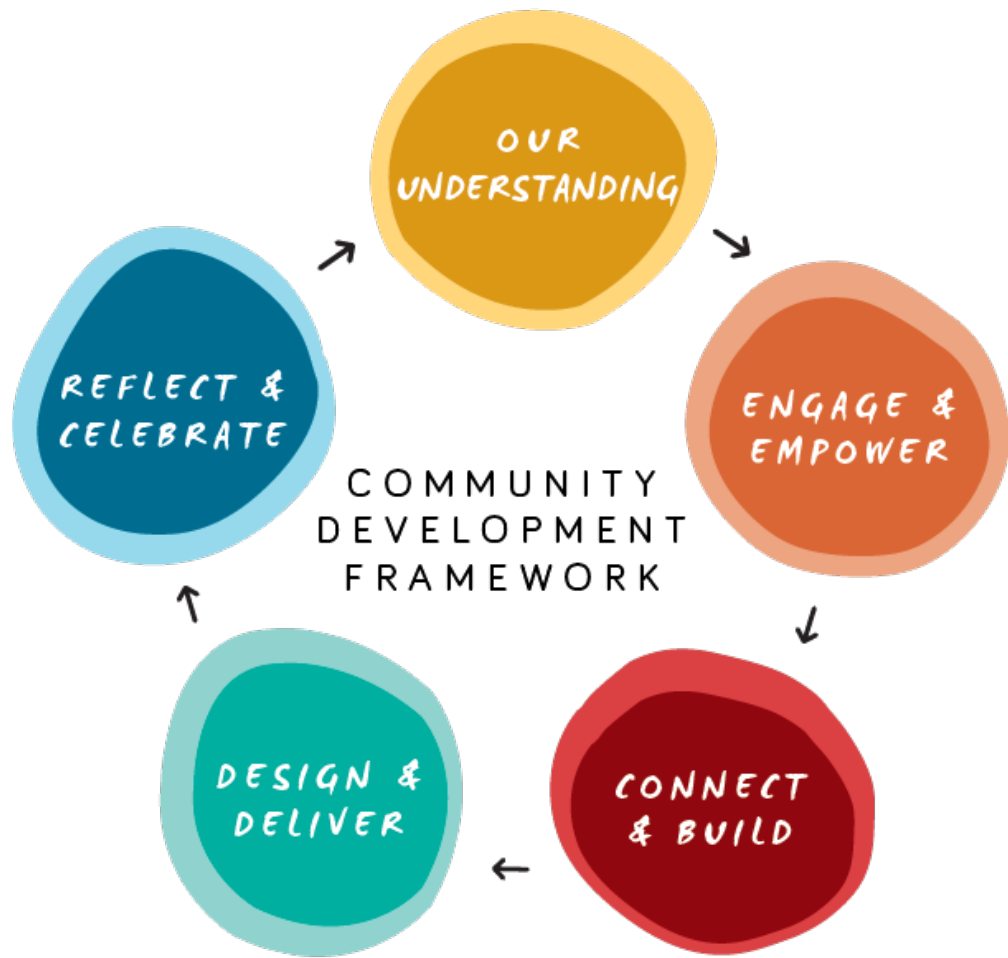 OUR
UNDERSTANDING
ENGAGE &
EMPOWER
CONNECT
& BUILD
DESIGN &
DELIVER
REFLECT &
CELEBRATE
COMMUNITY
DEVELOPMENT
FRAMEWORK